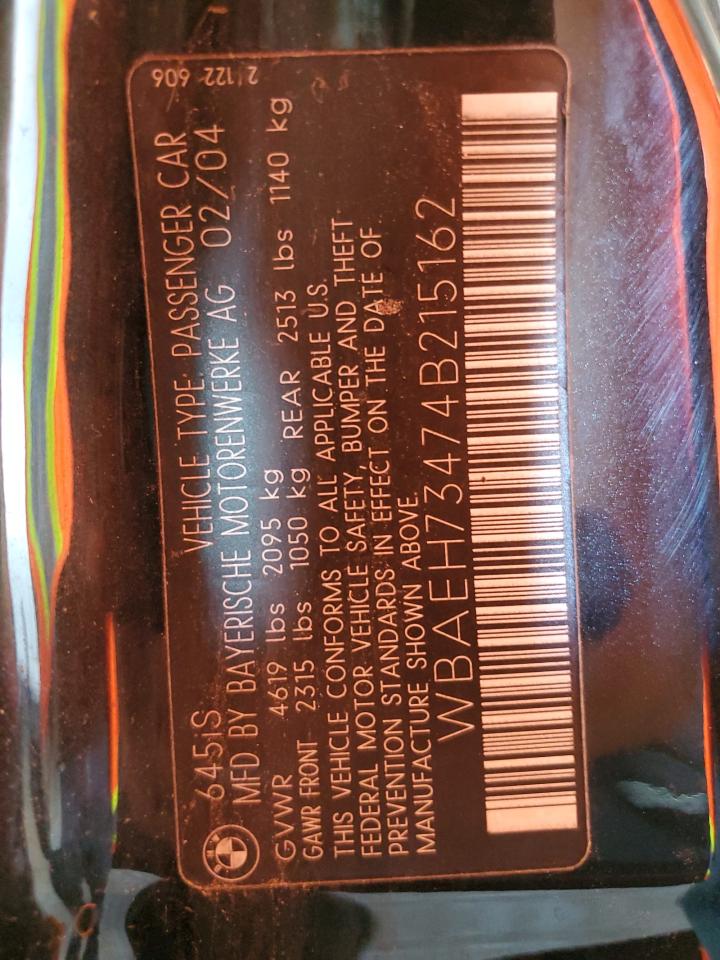 2 122 606
645iS VEHICLE TYPE PASSENGER CAR
MFD BY BAYERISCHE MOTORENWERKE AG 02/04
GVWR 4619 lbs 2095 kg
GAWR FRONT 2315 lbs 1050 kg REAR 2513 lbs 1140 kg
THIS VEHICLE CONFORMS TO ALL APPLICABLE U.S.
FEDERAL MOTOR VEHICLE SAFETY, BUMPER AND THEFT
PREVENTION STANDARDS IN EFFECT ON THE DATE OF
MANUFACTURE SHOWN ABOVE.
WBAEH73474B215162